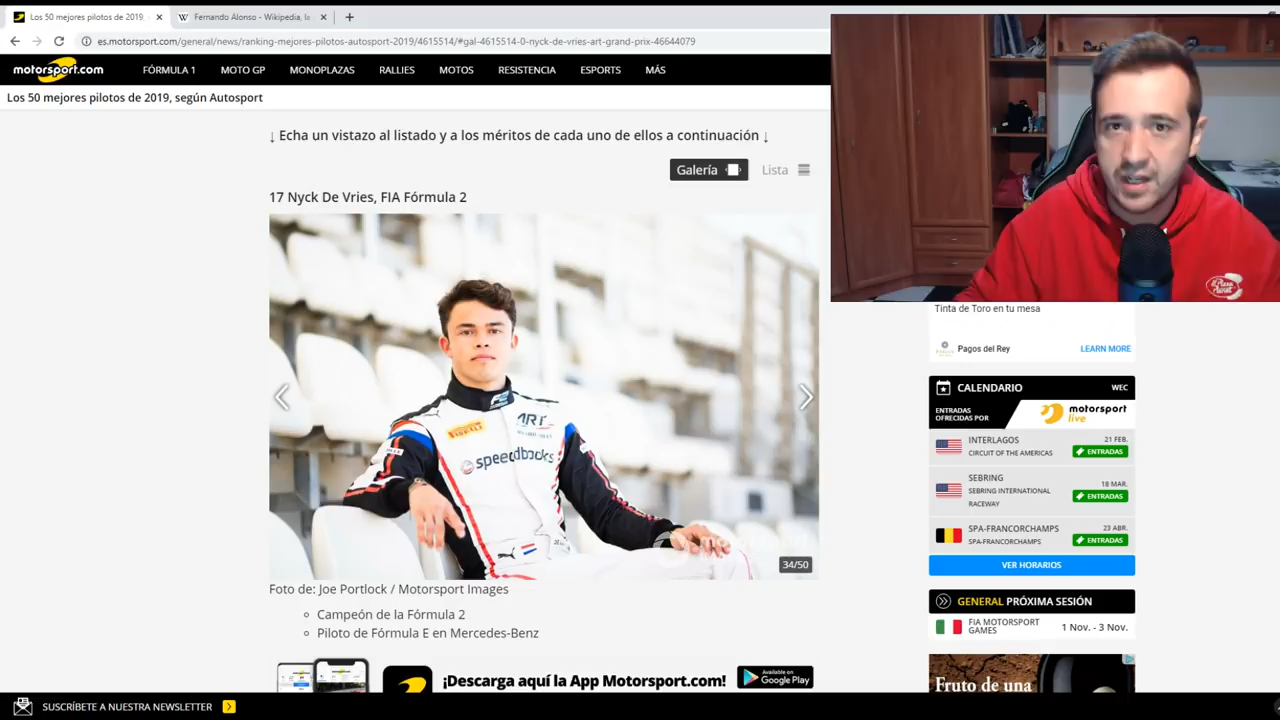 Los 50 mejores pilotos de 2019,
Fernando Alonso - Wikipedia, la
es.motorsport.com/general/news/ranking-mejores-pilotos-autosport-2019/4615514/#gal-4615514-0-nyck-de-vries-art-grand-prix-46644079
motorsport.com
FÓRMULA 1 MOTO GP MONOPLAZAS RALLIES MOTOS RESISTENCIA ESPORTS MÁS
Los 50 mejores pilotos de 2019, según Autosport
↓ Echa un vistazo al listado y a los méritos de cada uno de ellos a continuación ↓
Galería
Lista
17 Nyck De Vries, FIA Fórmula 2
PIRELLI
ART
speedbacks
34/50
Foto de: Joe Portlock / Motorsport Images
Campeón de la Fórmula 2
Piloto de Fórmula E en Mercedes-Benz
¡Descarga aquí la App Motorsport.com!
Available on
Google Play
SUSCRÍBETE A NUESTRA NEWSLETTER
Tinta de Toro en tu mesa
Pagos del Rey
LEARN MORE
CALENDARIO
WEC
ENTRADAS
OFRECIDAS POR
motorsport
live
INTERLAGOS
21 FEB.
CIRCUIT OF THE AMERICAS
ENTRADAS
SEBRING
18 MAR.
SEBRING INTERNATIONAL
RACEWAY
ENTRADAS
SPA-FRANCORCHAMPS
23 ABR.
SPA-FRANCORCHAMPS
ENTRADAS
VER HORARIOS
GENERAL PRÓXIMA SESIÓN
FIA MOTORSPORT
GAMES
1 Nov. - 3 Nov.
Fruto de una